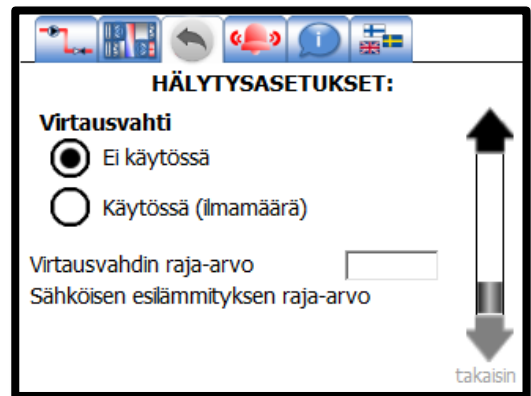 HÄLYTYSASETUKSET:
Virtausvahti
Ei käytössä
Käytössä (ilmamäärä)
Virtausvahdin raja-arvo
Sähköisen esilämmityksen raja-arvo
takaisin